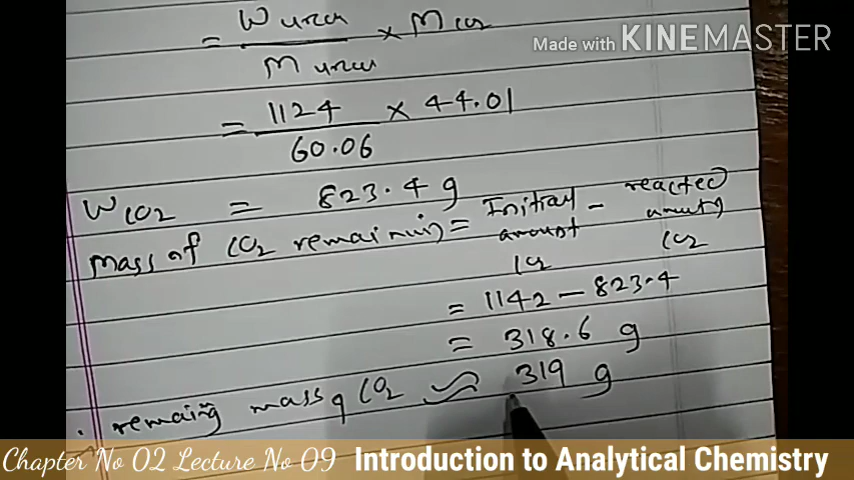 = W urea × M CO2
M urea
Made with KINEMASTER
= 1124 × 44.01
60.06
W CO2 = 823.4 g
Mass of CO2 remaining = Initial amount CO2 - reacted amount CO2
= 1142 - 823.4
= 318.6 g
∴ remaing mass of CO2 ≈ 319 g
Chapter No 02 Lecture No 09 Introduction to Analytical Chemistry